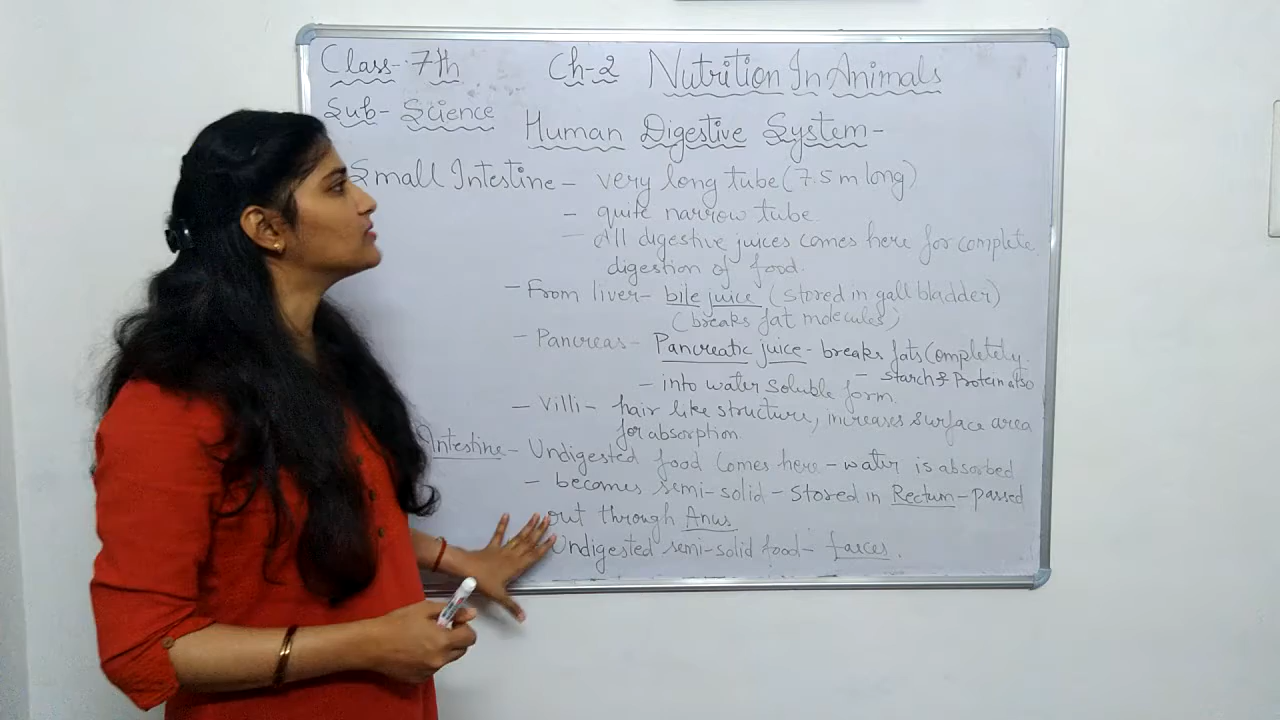 Class- 7th Ch-2 Nutrition In Animals
Sub- Science
Human Digestive System-
Small Intestine - very long tube (7.5 m long)
- quite narrow tube.
- All digestive juices comes here for complete
digestion of food.
- From liver- bile juice (stored in gall bladder)
(breaks fat molecules)
- Pancreas - Pancreatic juice - breaks fats completely.
- into water soluble form. - starch & Protein also
- Villi - hair like structure, increases surface area
for absorption.
Intestine - Undigested food comes here - water is absorbed
- becomes semi-solid - stored in Rectum - passed
out through Anus
Undigested semi-solid food - faeces.